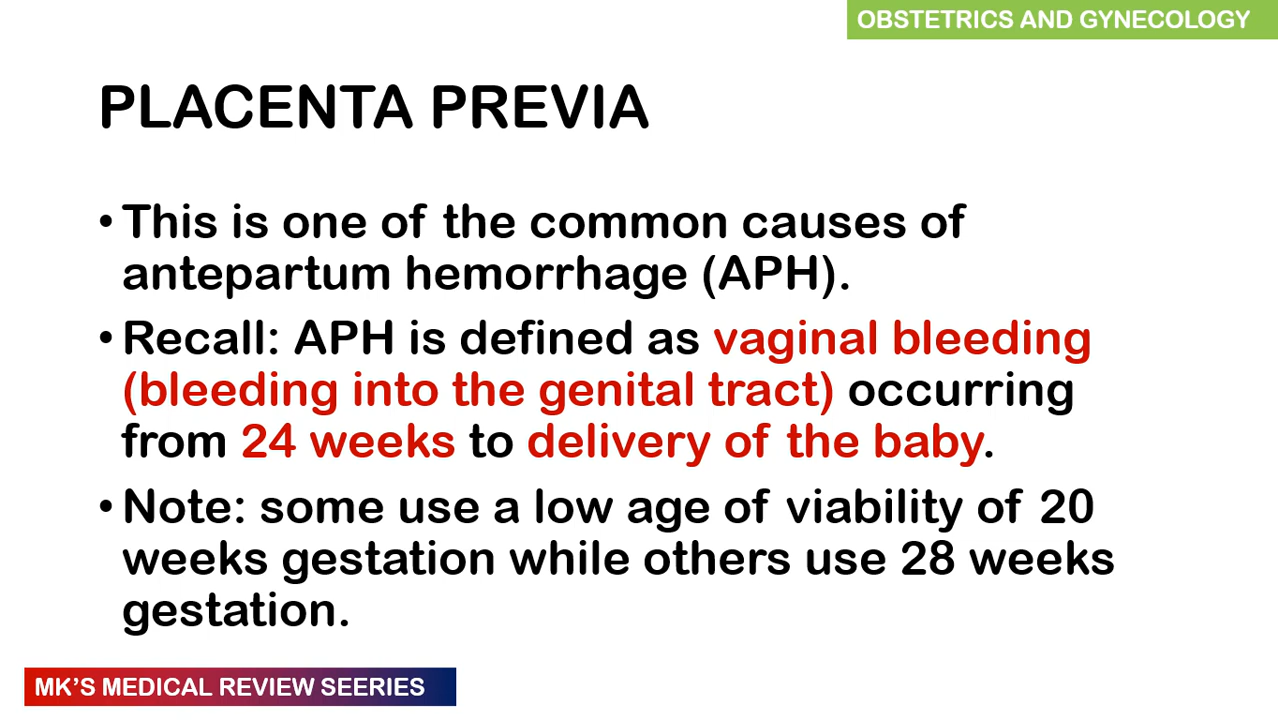 OBSTETRICS AND GYNECOLOGY
PLACENTA PREVIA
• This is one of the common causes of
antepartum hemorrhage (APH).
• Recall: APH is defined as vaginal bleeding
(bleeding into the genital tract) occurring
from 24 weeks to delivery of the baby.
• Note: some use a low age of viability of 20
weeks gestation while others use 28 weeks
gestation.
MK'S MEDICAL REVIEW SEERIES